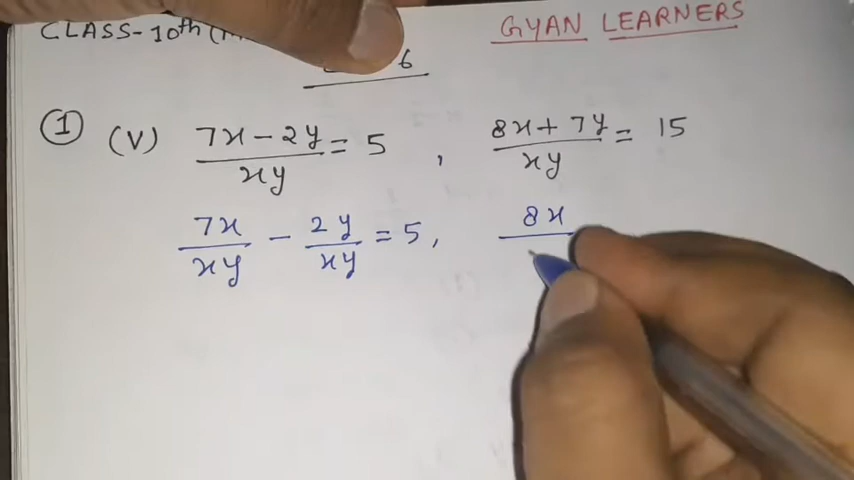 CLASS-10th GYAN LEARNERS
6
① (V) 7x-2y/xy = 5 , 8x+7y/xy = 15
7x/xy - 2y/xy = 5, 8x